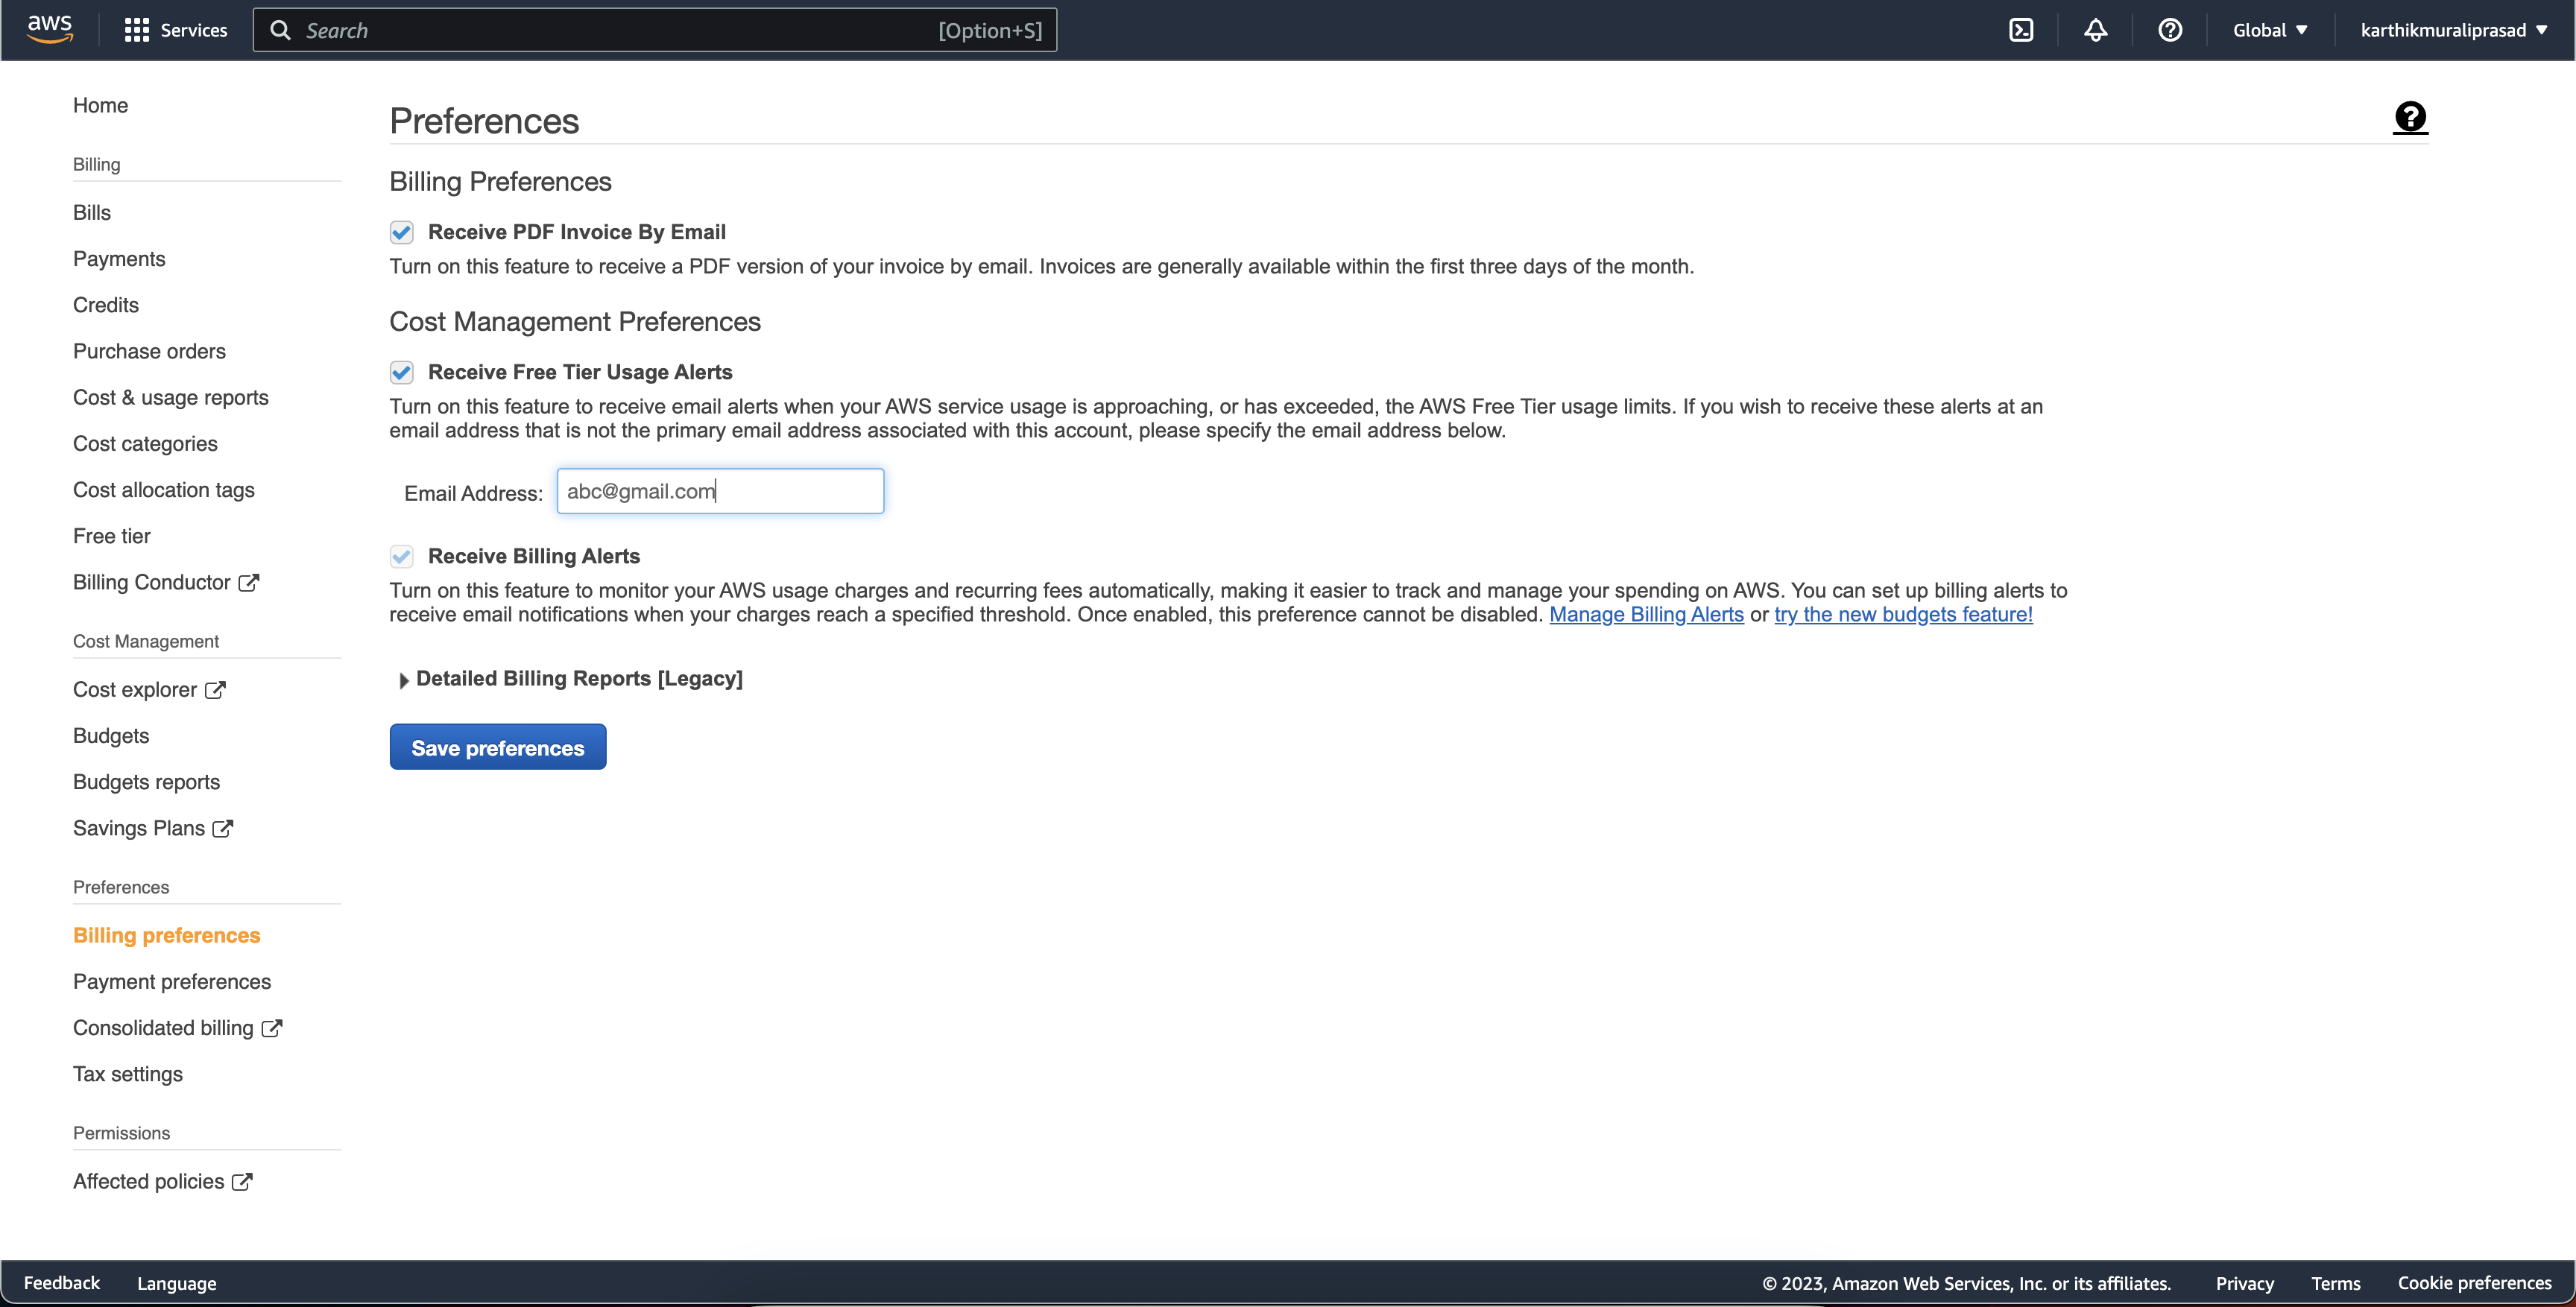 aws
Services
Search [Option+S]
Global
karthikmuraliprasad
Home
Billing
Bills
Payments
Credits
Purchase orders
Cost & usage reports
Cost categories
Cost allocation tags
Free tier
Billing Conductor
Cost Management
Cost explorer
Budgets
Budgets reports
Savings Plans
Preferences
Billing preferences
Payment preferences
Consolidated billing
Tax settings
Permissions
Affected policies
Preferences
Billing Preferences
Receive PDF Invoice By Email
Turn on this feature to receive a PDF version of your invoice by email. Invoices are generally available within the first three days of the month.
Cost Management Preferences
Receive Free Tier Usage Alerts
Turn on this feature to receive email alerts when your AWS service usage is approaching, or has exceeded, the AWS Free Tier usage limits. If you wish to receive these alerts at an
email address that is not the primary email address associated with this account, please specify the email address below.
Email Address: abc@gmail.com
Receive Billing Alerts
Turn on this feature to monitor your AWS usage charges and recurring fees automatically, making it easier to track and manage your spending on AWS. You can set up billing alerts to
receive email notifications when your charges reach a specified threshold. Once enabled, this preference cannot be disabled. Manage Billing Alerts or try the new budgets feature!
Detailed Billing Reports [Legacy]
Save preferences
Feedback
Language
© 2023, Amazon Web Services, Inc. or its affiliates.
Privacy
Terms
Cookie preferences